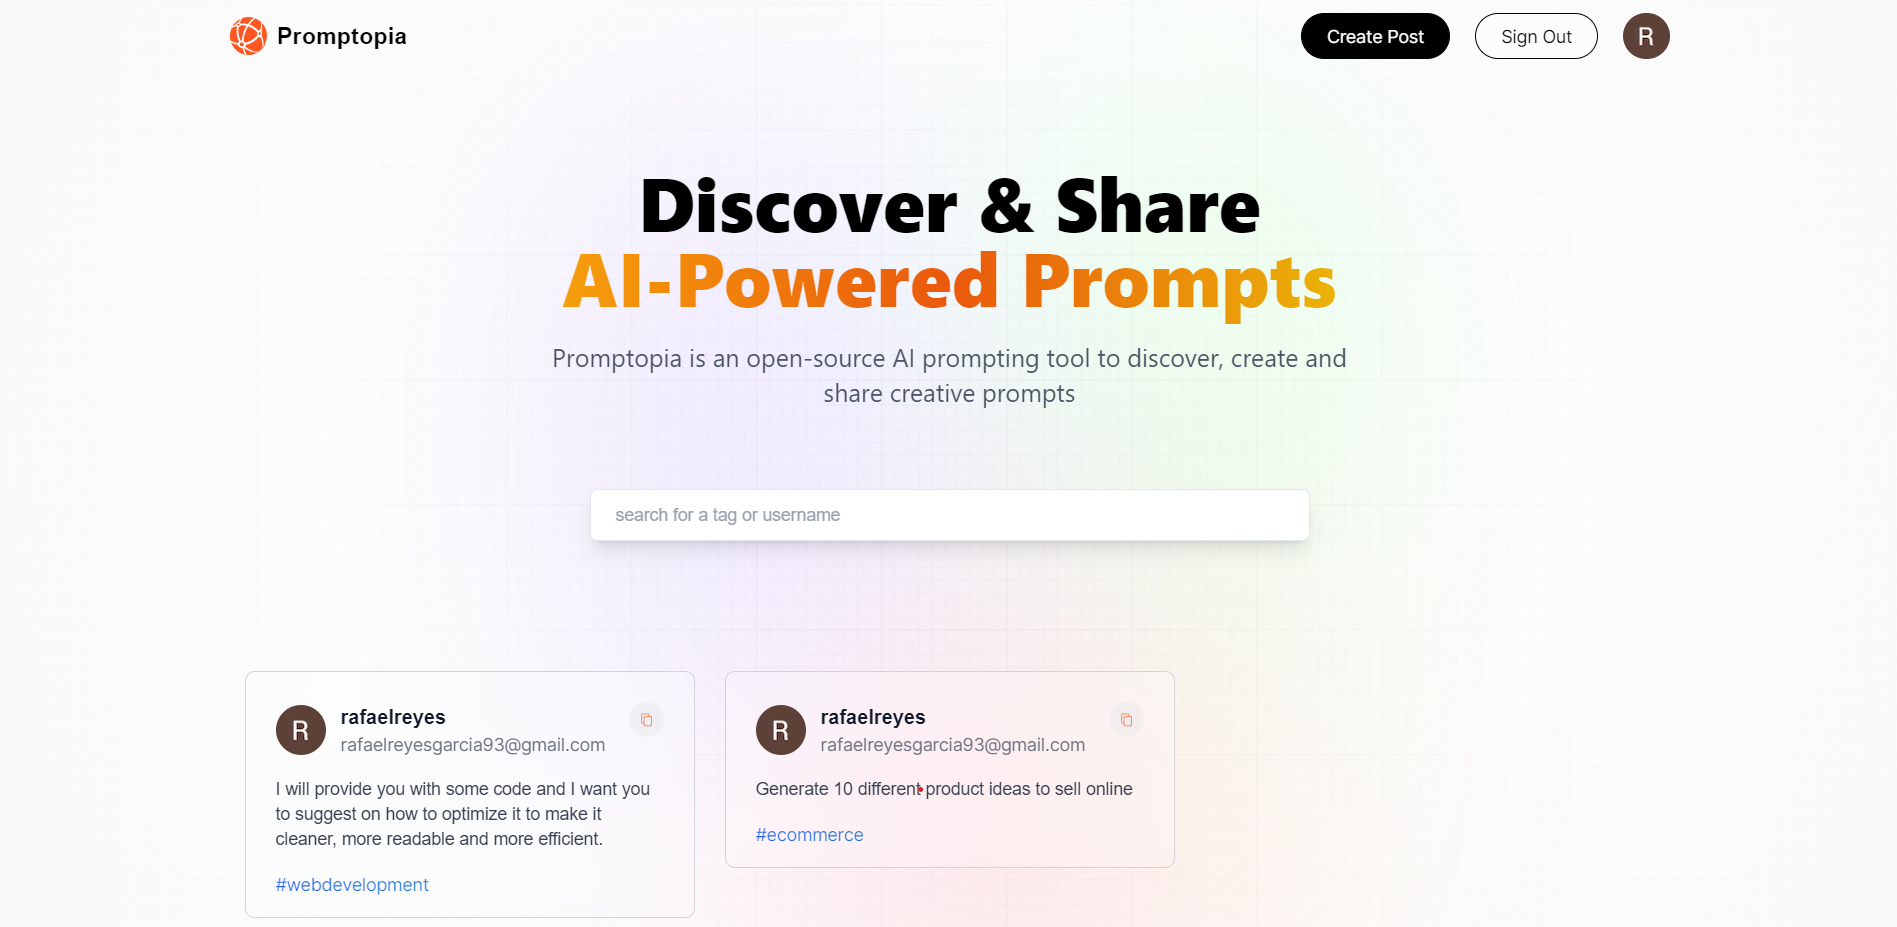 Promptopia
Create Post
Sign Out
R
Discover & Share
AI-Powered Prompts
Promptopia is an open-source AI prompting tool to discover, create and
share creative prompts
search for a tag or username
R
rafaelreyes
rafaelreyesgarcia93@gmail.com
I will provide you with some code and I want you
to suggest on how to optimize it to make it
cleaner, more readable and more efficient.
#webdevelopment
R
rafaelreyes
rafaelreyesgarcia93@gmail.com
Generate 10 different product ideas to sell online
#ecommerce